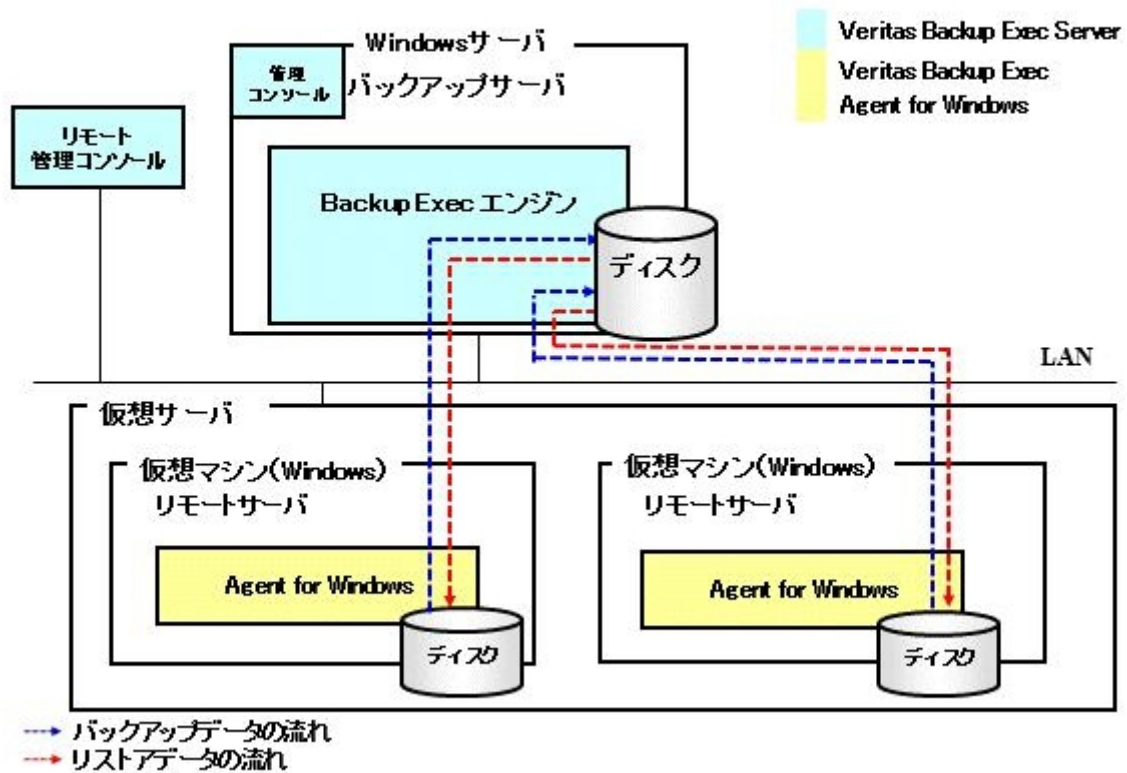 Windowsサーバ
管理
コンソール
バックアップサーバ
Veritas Backup Exec Server
Veritas Backup Exec
Agent for Windows
リモート
管理コンソール
Backup Exec エンジン
ディスク
LAN
仮想サーバ
仮想マシン(Windows)
リモートサーバ
Agent for Windows
ディスク
仮想マシン(Windows)
リモートサーバ
Agent for Windows
ディスク
バックアップデータの流れ
リストアデータの流れ